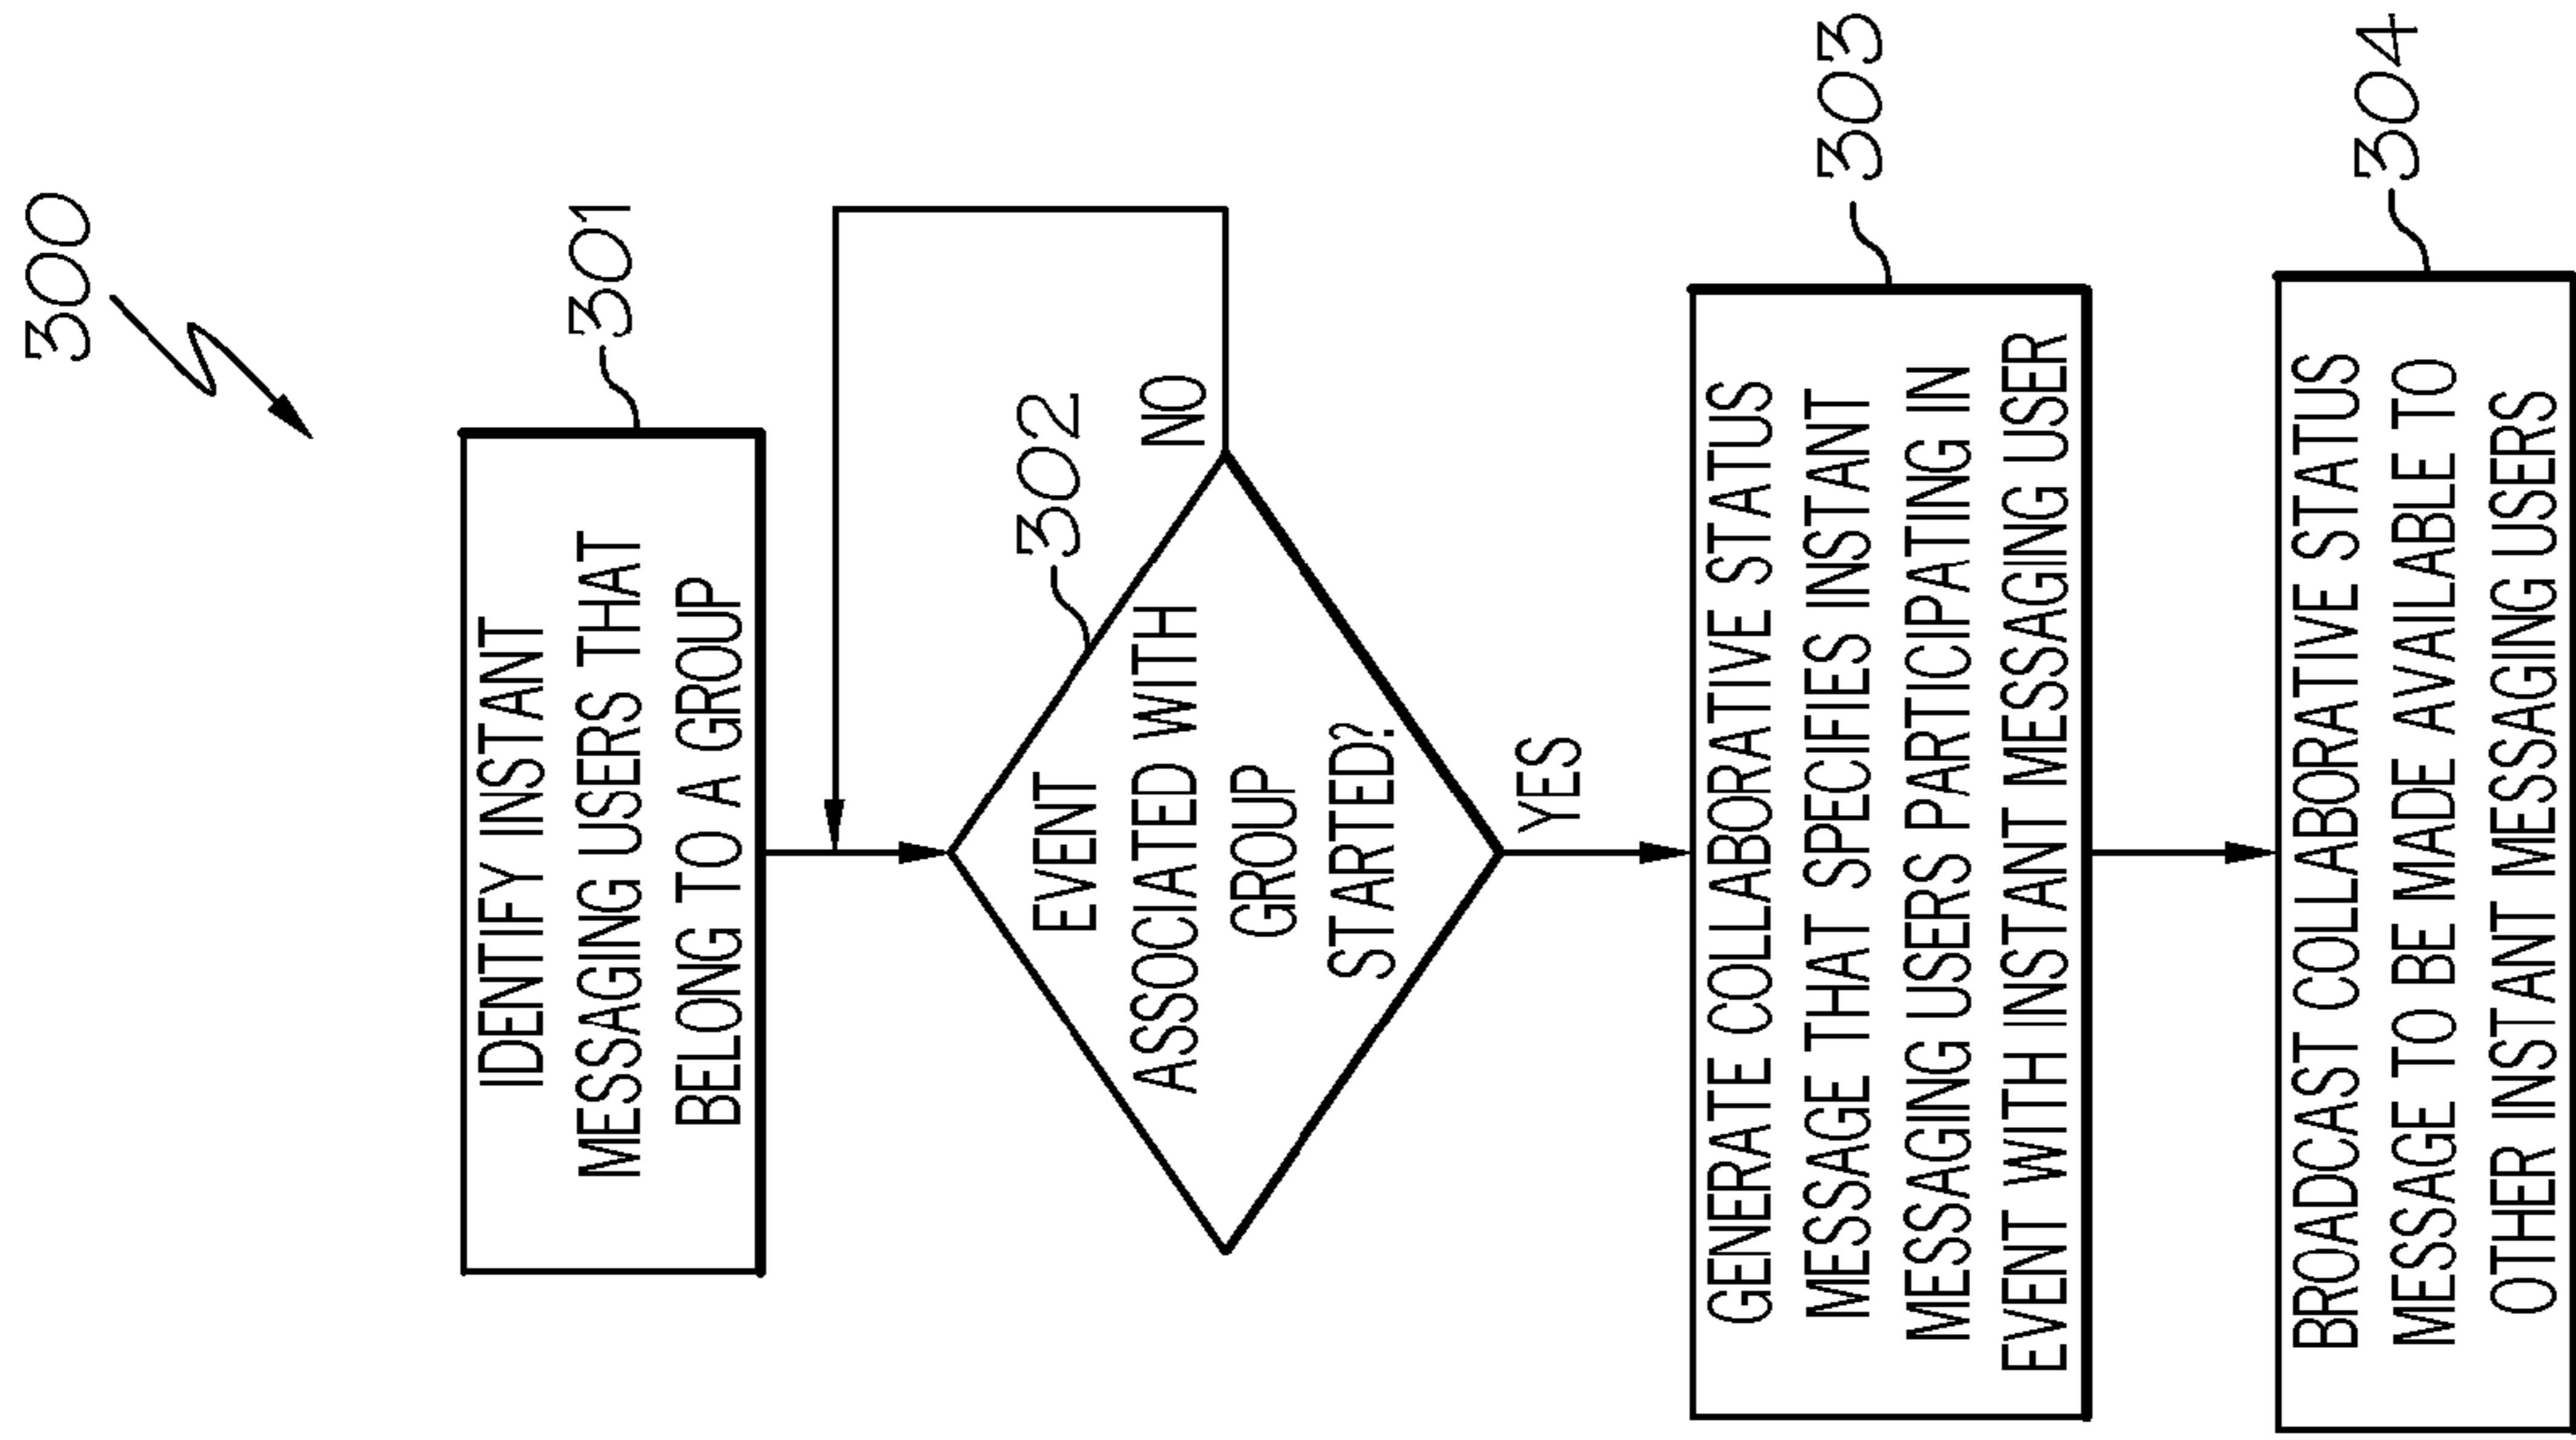 300
301
IDENTIFY INSTANT
MESSAGING USERS THAT
BELONG TO A GROUP
302
EVENT
ASSOCIATED WITH
GROUP
STARTED?
NO
YES
303
GENERATE COLLABORATIVE STATUS
MESSAGE THAT SPECIFIES INSTANT
MESSAGING USERS PARTICIPATING IN
EVENT WITH INSTANT MESSAGING USER
304
BROADCAST COLLABORATIVE STATUS
MESSAGE TO BE MADE AVAILABLE TO
OTHER INSTANT MESSAGING USERS